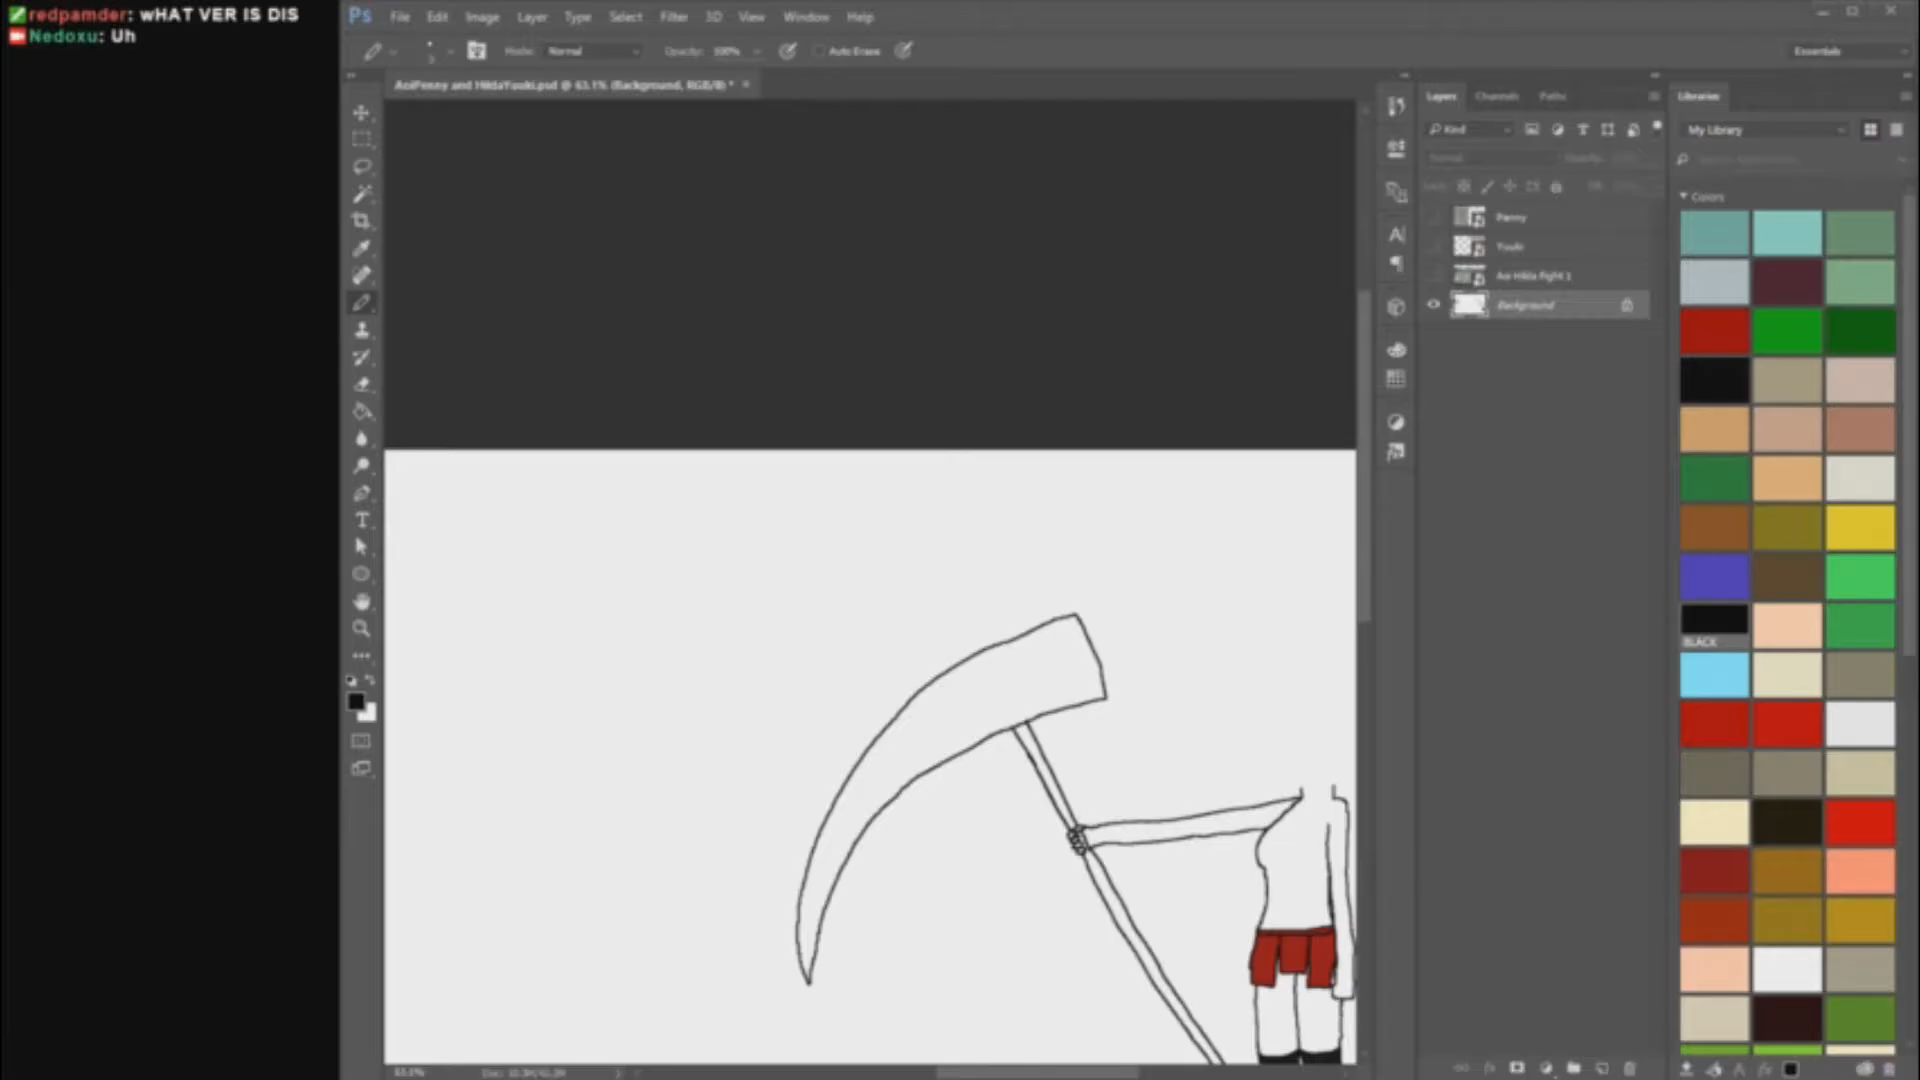 redpamder: wHAT VER IS DIS
Nedoxu: Uh
Ps File Edit Image Layer Type Select Filter 3D View Window Help
Mode: Normal Opacity: 100% Auto Erase
Essentials
AoiPenny and HildaYuuki.psd @ 63.1% (Background, RGB/8) *
Layers Channels Paths
Libraries
Kind
My Library
Normal
Colors
Penny
Yuuki
Aoi Hilda Fight 1
Background
BLACK